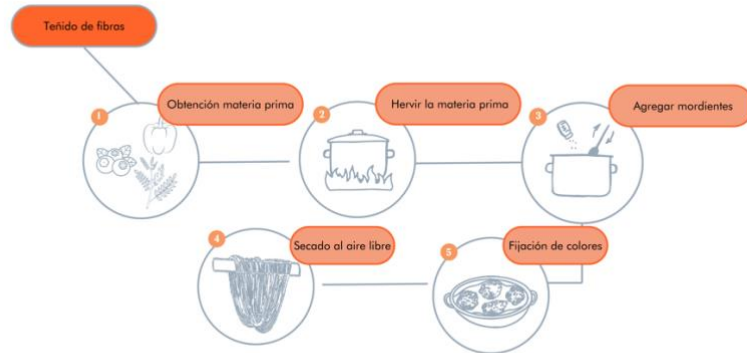 Teñido de fibras
1
Obtención materia prima
2
Hervir la materia prima
3
Agregar mordientes
4
Secado al aire libre
5
Fijación de colores